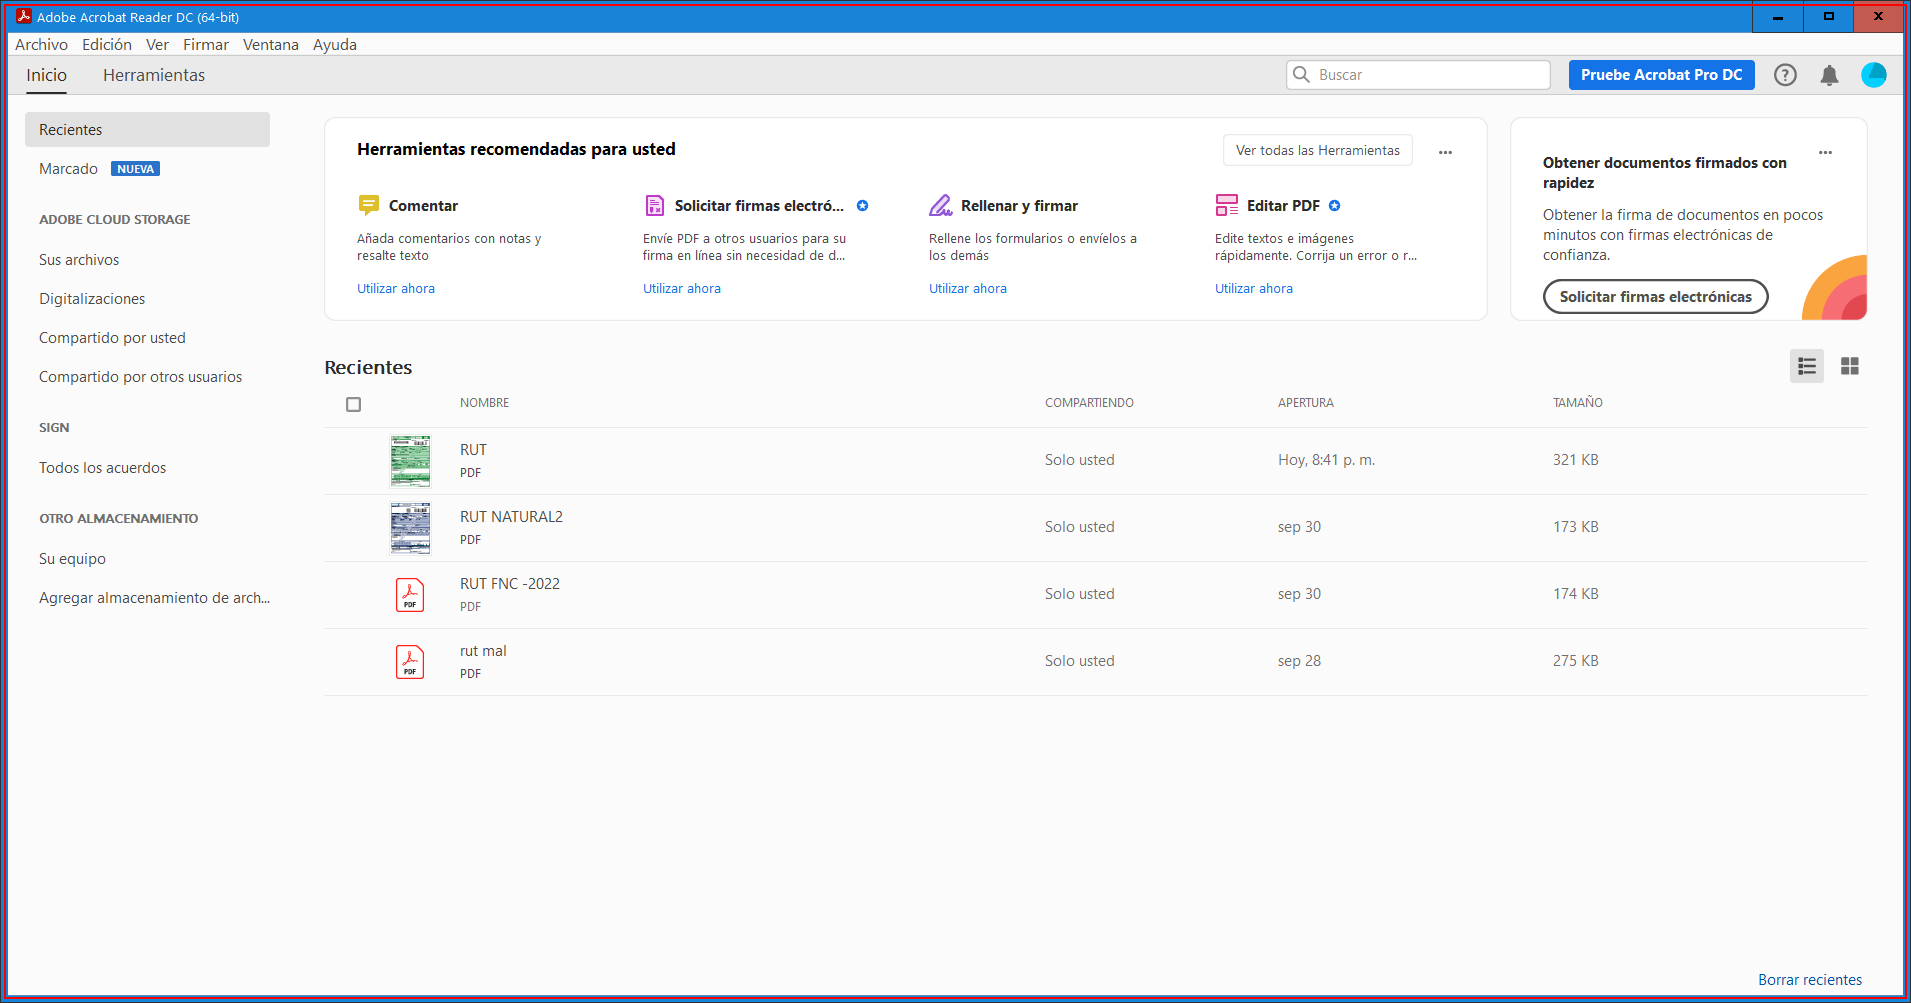 Adobe Acrobat Reader DC (64-bit)
Archivo Edición Ver Firmar Ventana Ayuda
Inicio Herramientas Buscar Pruebe Acrobat Pro DC
Recientes
Marcado NUEVA
ADOBE CLOUD STORAGE
Sus archivos
Digitalizaciones
Compartido por usted
Compartido por otros usuarios
SIGN
Todos los acuerdos
OTRO ALMACENAMIENTO
Su equipo
Agregar almacenamiento de arch...
Herramientas recomendadas para usted
Ver todas las Herramientas
Comentar
Añada comentarios con notas y
resalte texto
Utilizar ahora
Solicitar firmas electró...
Envíe PDF a otros usuarios para su
firma en línea sin necesidad de d...
Utilizar ahora
Rellenar y firmar
Rellene los formularios o envíelos a
los demás
Utilizar ahora
Editar PDF
Edite textos e imágenes
rápidamente. Corrija un error o r...
Utilizar ahora
Obtener documentos firmados con
rapidez
Obtener la firma de documentos en pocos
minutos con firmas electrónicas de
confianza.
Solicitar firmas electrónicas
Recientes
NOMBRE COMPARTIENDO APERTURA TAMAÑO
RUT
PDF
Solo usted Hoy, 8:41 p. m. 321 KB
RUT NATURAL2
PDF
Solo usted sep 30 173 KB
PDF
RUT FNC -2022
PDF
Solo usted sep 30 174 KB
PDF
rut mal
PDF
Solo usted sep 28 275 KB
Borrar recientes